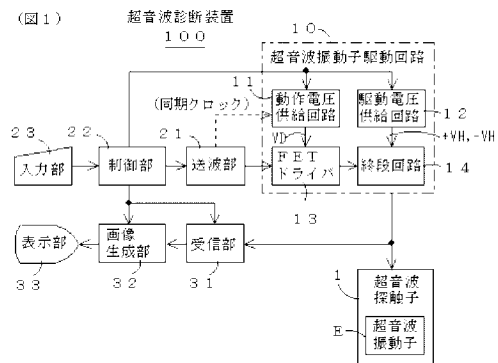 (図1)
超音波診断装置
100
10
超音波振動子駆動回路
11
動作電圧
供給回路
駆動電圧
供給回路
12
(同期クロック)
VD
+VH,-VH
23
入力部
22
制御部
21
送波部
FET
ドライバ
13
終段回路
14
表示部
33
画像
生成部
32
受信部
31
1
超音波
探触子
E
超音波
振動子